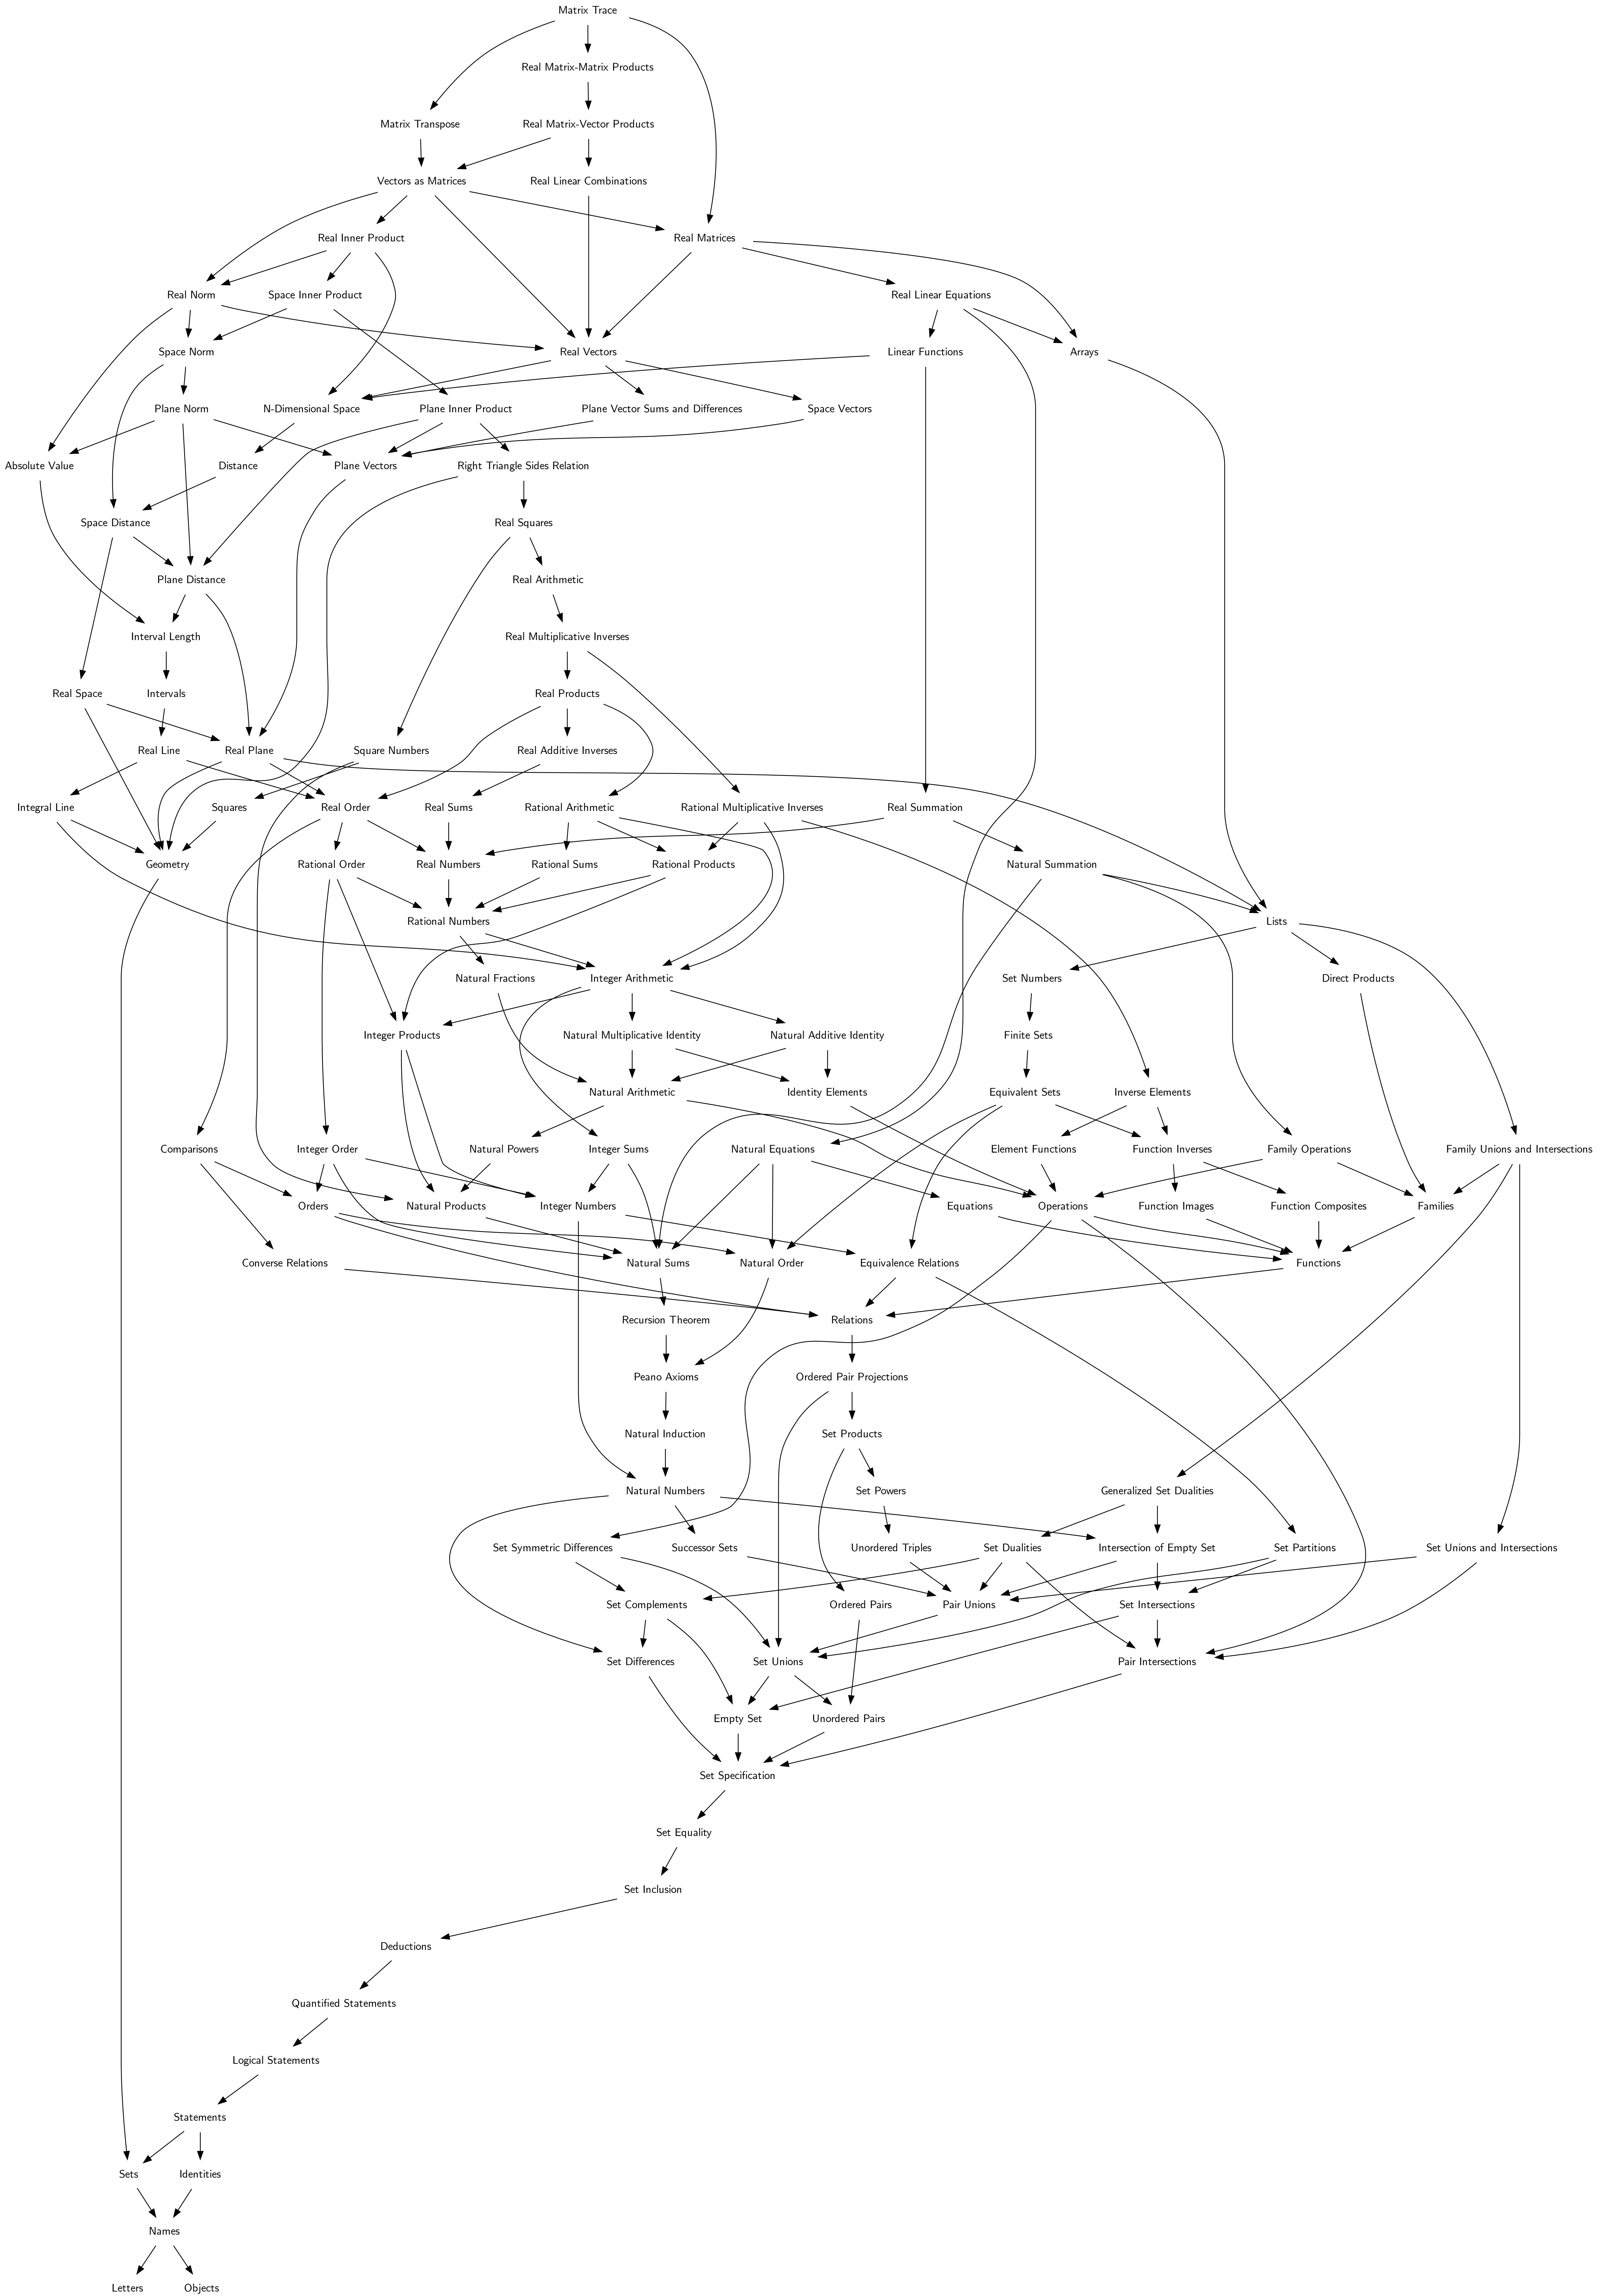 Matrix Trace
Real Matrix-Matrix Products
Matrix Transpose
Real Matrix-Vector Products
Vectors as Matrices
Real Linear Combinations
Real Inner Product
Real Matrices
Real Norm
Space Inner Product
Real Linear Equations
Space Norm
Real Vectors
Linear Functions
Arrays
Plane Norm
N-Dimensional Space
Plane Inner Product
Plane Vector Sums and Differences
Space Vectors
Absolute Value
Distance
Plane Vectors
Right Triangle Sides Relation
Space Distance
Real Squares
Plane Distance
Real Arithmetic
Interval Length
Real Multiplicative Inverses
Real Space
Intervals
Real Products
Real Line
Real Plane
Square Numbers
Real Additive Inverses
Integral Line
Squares
Real Order
Real Sums
Rational Arithmetic
Rational Multiplicative Inverses
Real Summation
Geometry
Rational Order
Real Numbers
Rational Sums
Rational Products
Natural Summation
Rational Numbers
Lists
Natural Fractions
Integer Arithmetic
Set Numbers
Direct Products
Integer Products
Natural Multiplicative Identity
Natural Additive Identity
Finite Sets
Natural Arithmetic
Identity Elements
Equivalent Sets
Inverse Elements
Comparisons
Integer Order
Natural Powers
Integer Sums
Natural Equations
Element Functions
Function Inverses
Family Operations
Family Unions and Intersections
Orders
Natural Products
Integer Numbers
Equations
Operations
Function Images
Function Composites
Families
Converse Relations
Natural Sums
Natural Order
Equivalence Relations
Functions
Recursion Theorem
Relations
Peano Axioms
Ordered Pair Projections
Natural Induction
Set Products
Natural Numbers
Set Powers
Generalized Set Dualities
Set Symmetric Differences
Successor Sets
Unordered Triples
Set Dualities
Intersection of Empty Set
Set Partitions
Set Unions and Intersections
Set Complements
Ordered Pairs
Pair Unions
Set Intersections
Set Differences
Set Unions
Pair Intersections
Empty Set
Unordered Pairs
Set Specification
Set Equality
Set Inclusion
Deductions
Quantified Statements
Logical Statements
Statements
Sets
Identities
Names
Letters
Objects